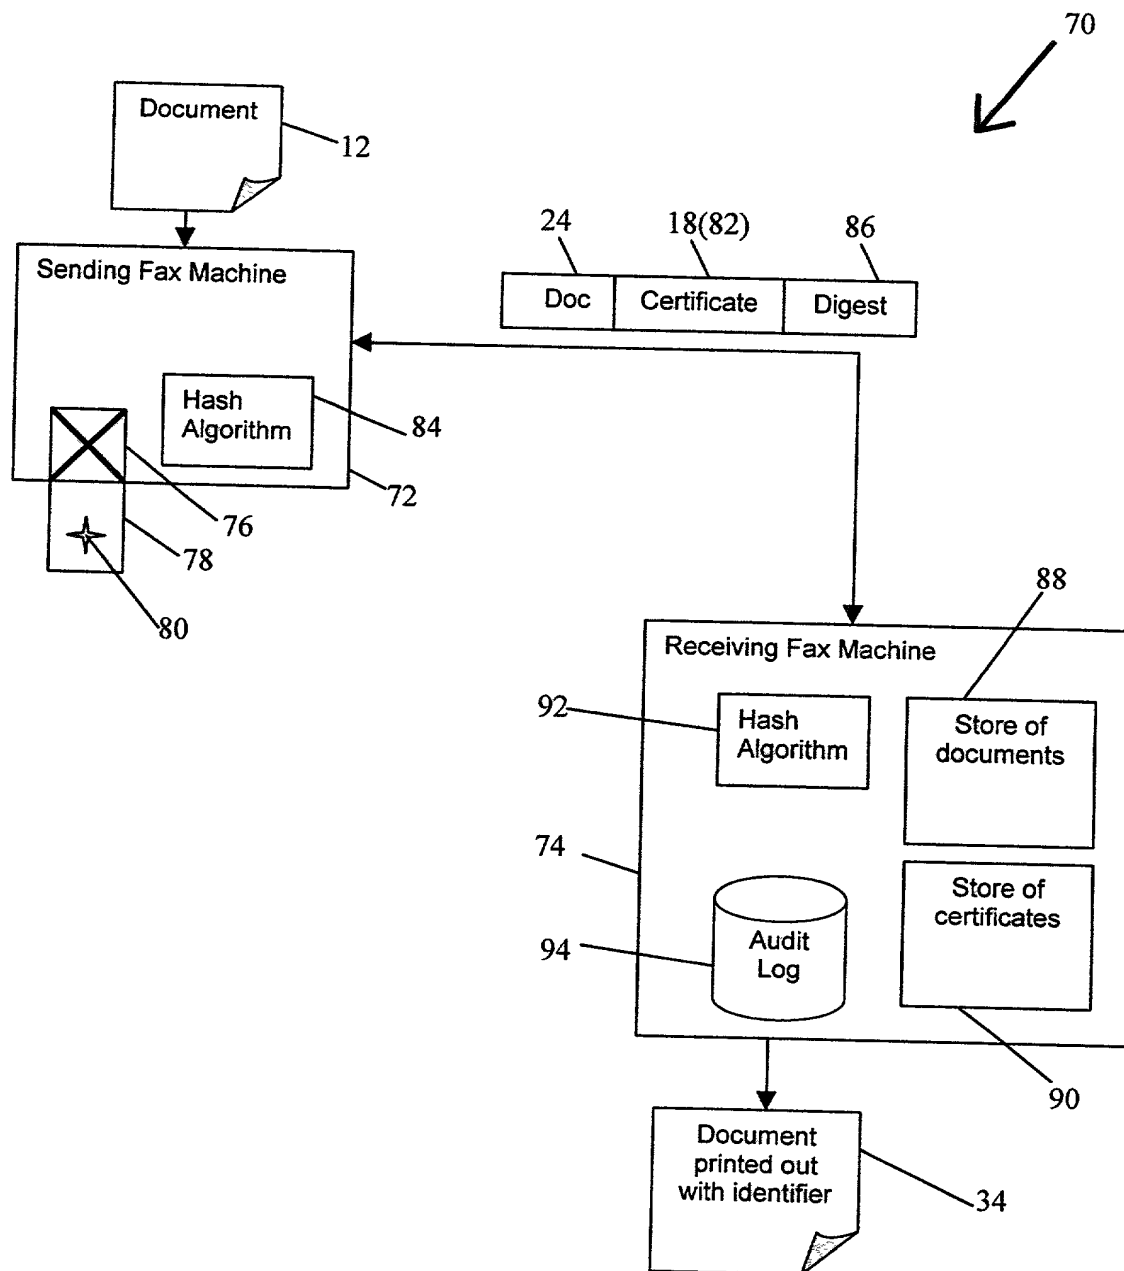 70
Document
12
24
18(82)
86
Sending Fax Machine
Doc
Certificate
Digest
Hash
Algorithm
84
72
76
78
80
88
Receiving Fax Machine
92
Hash
Algorithm
Store of
documents
74
Store of
certificates
94
Audit
Log
90
Document
printed out
with identifier
34